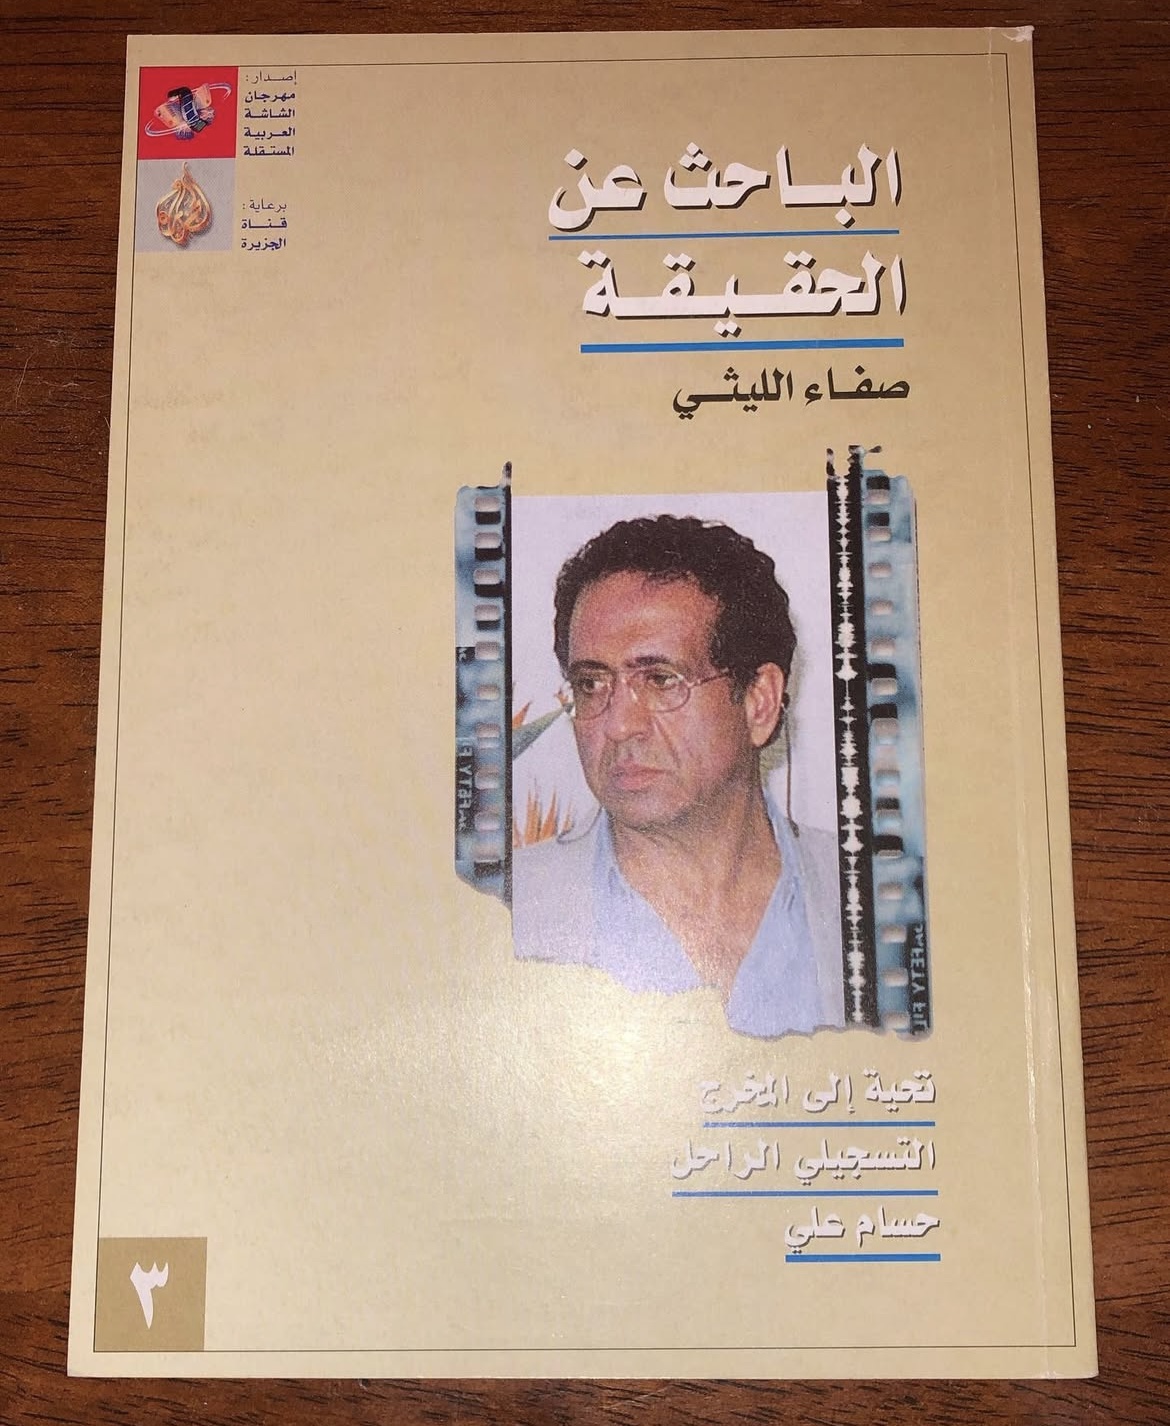 إصدار :
مهرجان
الشاشة
العربية
المستقلة
برعاية :
قناة
الجزيرة
الباحث عن
الحقيقة
صفاء الليثي
تحية إلى المخرج
التسجيلي الراحل
حسام علي
٣